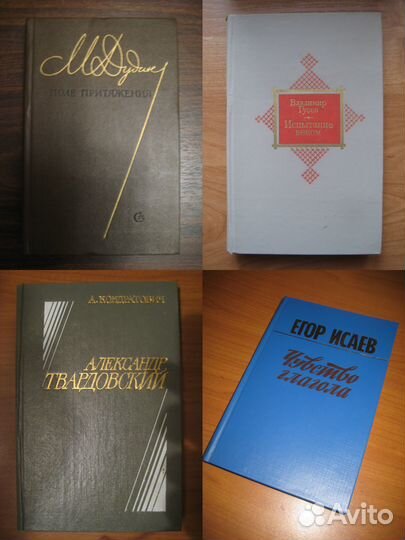 М Дудин
ПОЛЕ ПРИТЯЖЕНИЯ
Владимир
Гусев
Испытание
веком
А. КОНДРАТОВИЧ
АЛЕКСАНДР
ТВАРДОВСКИЙ
ЕГОР ИСАЕВ
Чувство
глагола
Avito